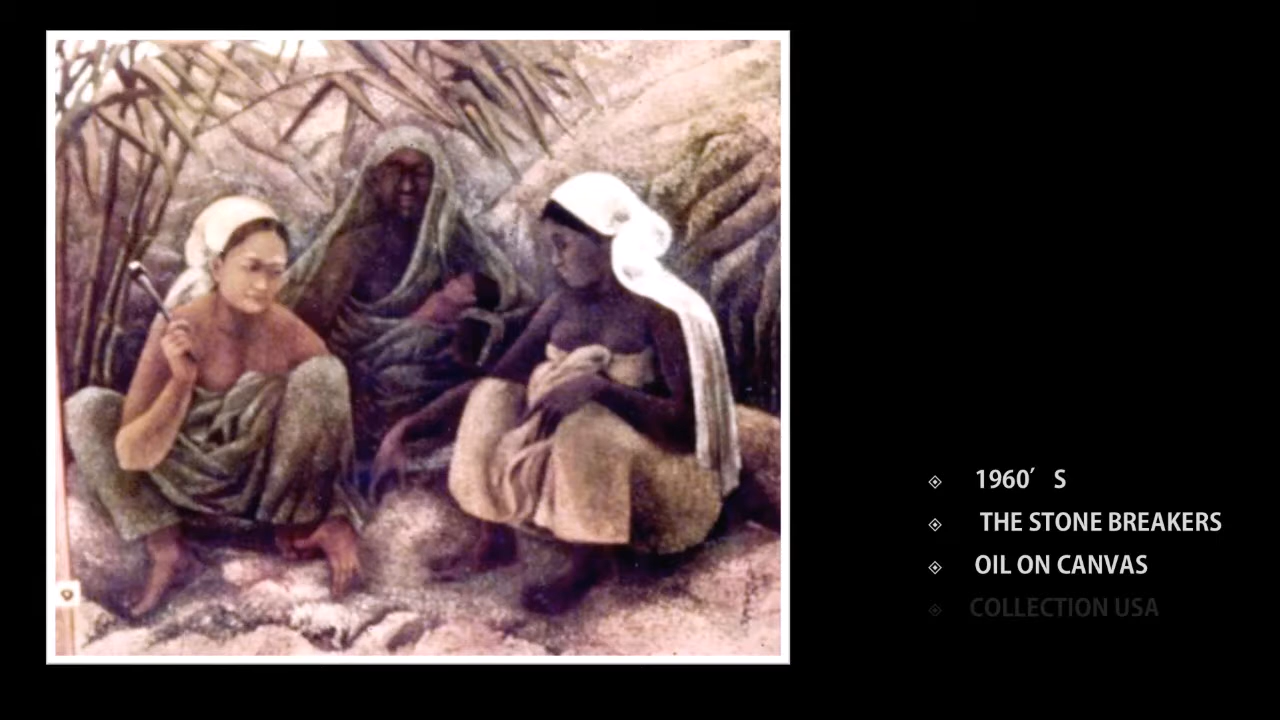 1960′ S
THE STONE BREAKERS
OIL ON CANVAS
COLLECTION USA